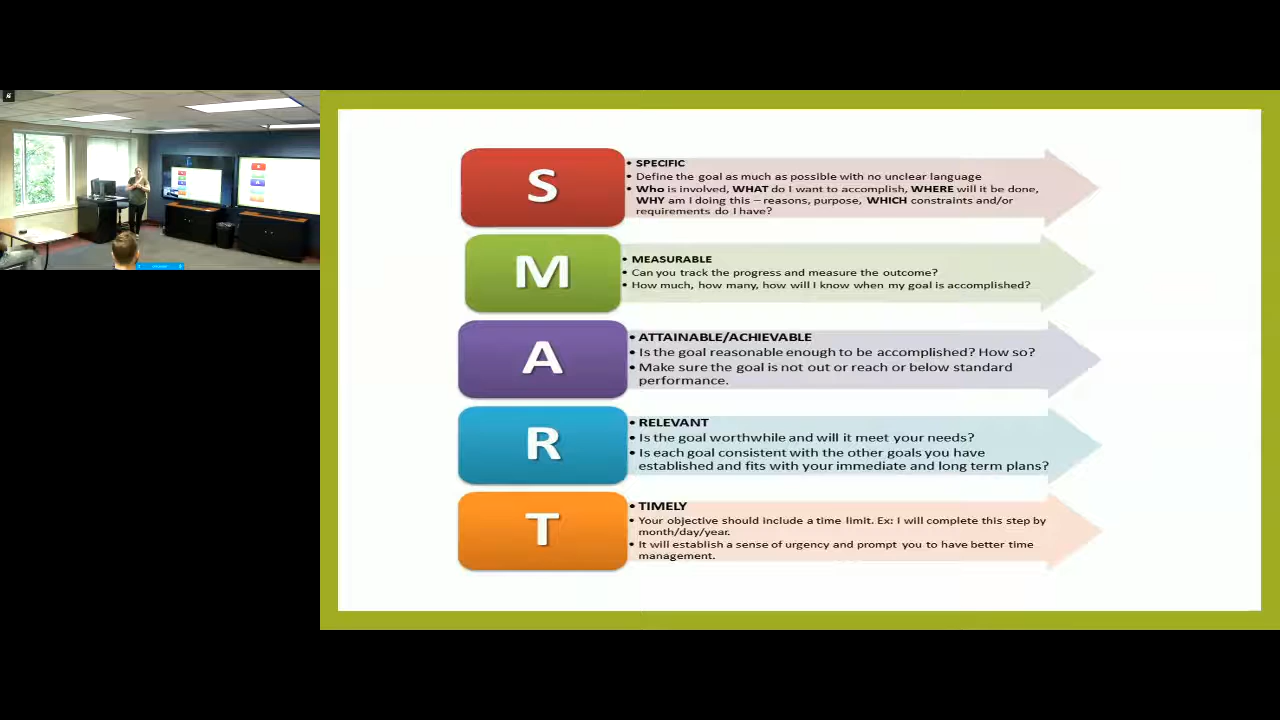 S
• SPECIFIC
• Define the goal as much as possible with no unclear language
• Who is involved, WHAT do I want to accomplish, WHERE will it be done,
WHY am I doing this – reasons, purpose, WHICH constraints and/or
requirements do I have?
M
• MEASURABLE
• Can you track the progress and measure the outcome?
• How much, how many, how will I know when my goal is accomplished?
A
• ATTAINABLE/ACHIEVABLE
• Is the goal reasonable enough to be accomplished? How so?
• Make sure the goal is not out or reach or below standard
performance.
R
• RELEVANT
• Is the goal worthwhile and will it meet your needs?
• Is each goal consistent with the other goals you have
established and fits with your immediate and long term plans?
T
• TIMELY
• Your objective should include a time limit. Ex: I will complete this step by
month/day/year.
• It will establish a sense of urgency and prompt you to have better time
management.